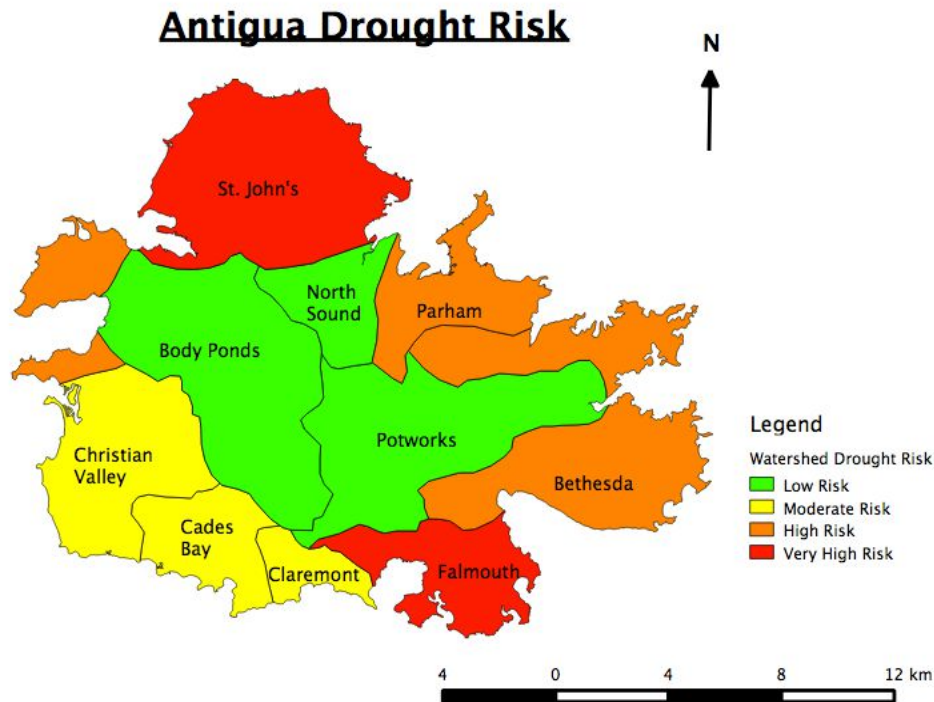 Antigua Drought Risk
N
St. John's
North
Sound
Parham
Body Ponds
Potworks
Christian
Valley
Bethesda
Cades
Bay
Claremont
Falmouth
Legend
Watershed Drought Risk
Low Risk
Moderate Risk
High Risk
Very High Risk
4 0 4 8 12 km